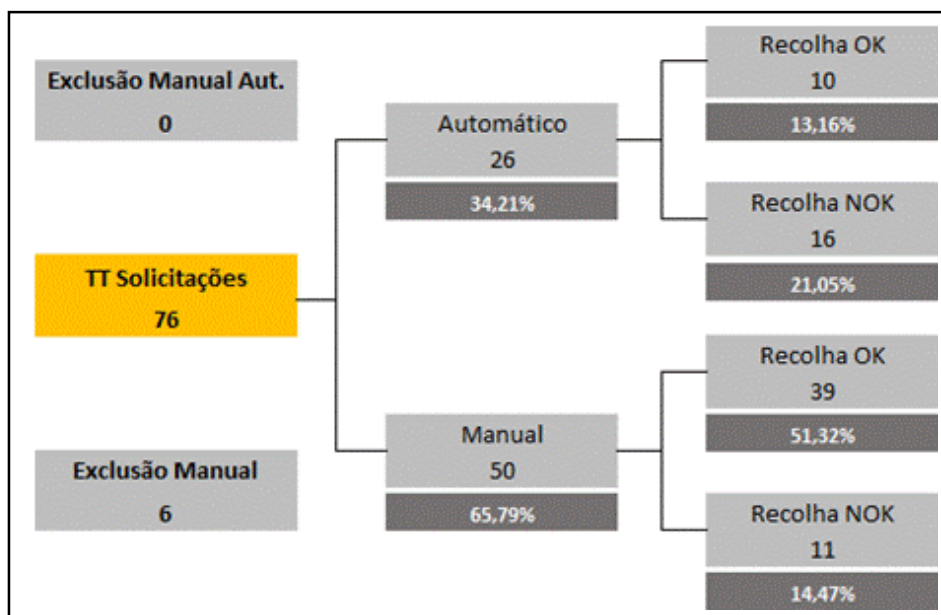 Exclusão Manual Aut.
0
TT Solicitações
76
Exclusão Manual
6
Automático
26
34,21%
Manual
50
65,79%
Recolha OK
10
13,16%
Recolha NOK
16
21,05%
Recolha OK
39
51,32%
Recolha NOK
11
14,47%